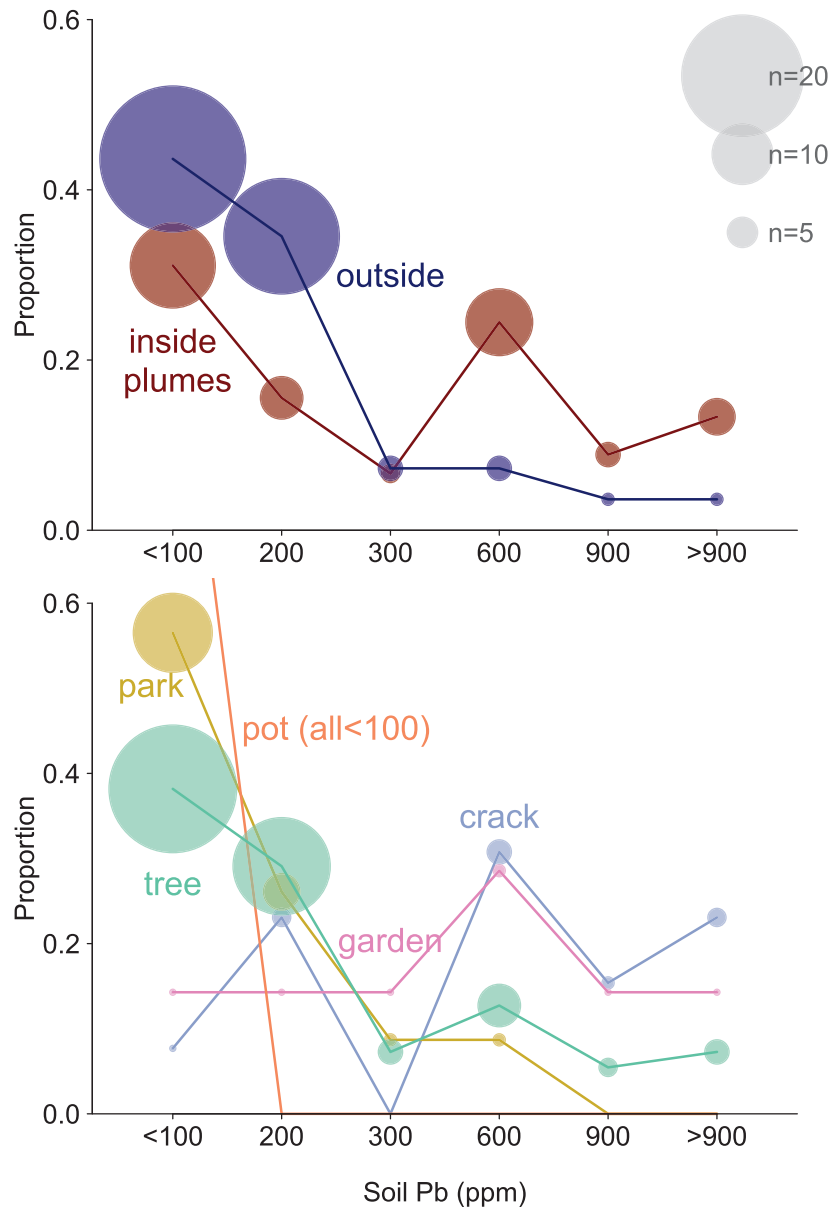 0.6
n=20
n=10
0.4
n=5
outside
Proportion
inside
plumes
0.2
0.0
<100 200 300 600 900 >900
0.6
park
pot (all<100)
0.4
crack
Proportion
tree
garden
0.2
0.0
<100 200 300 600 900 >900
Soil Pb (ppm)